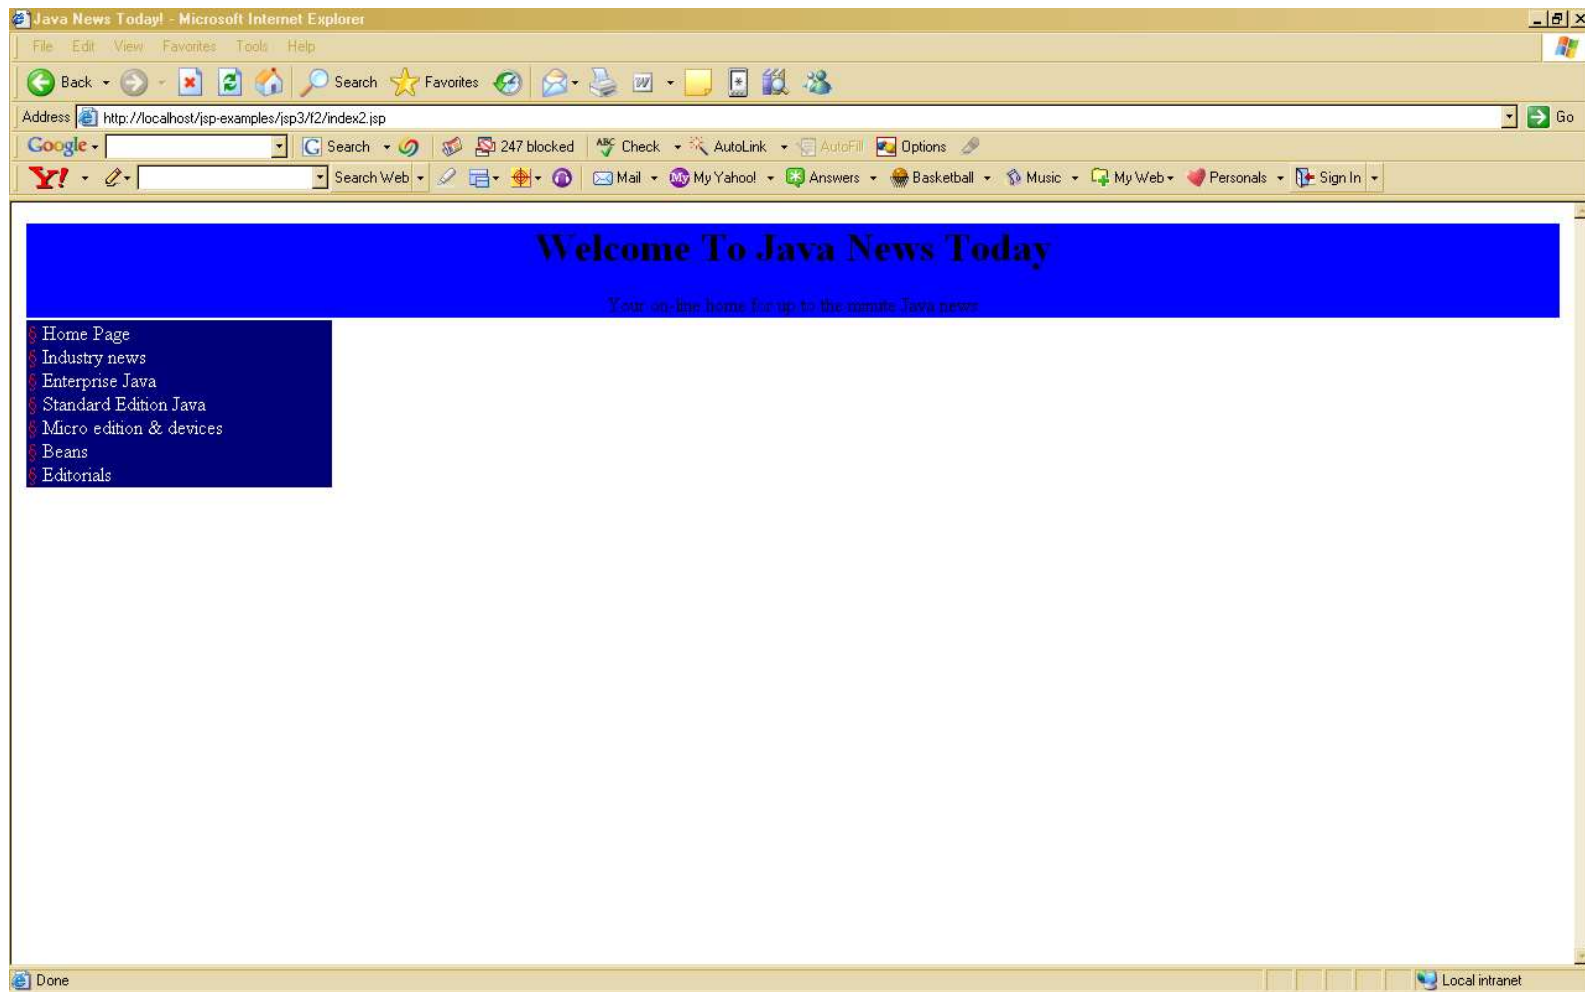 Java News Today! - Microsoft Internet Explorer
File Edit View Favorites Tools Help
Back Search Favorites
Address http://localhost/jsp-examples/jsp3/f2/index2.jsp Go
Google Search 247 blocked ABC Check AutoLink AutoFill Options
Y! Search Web Mail My My Yahoo! Answers Basketball Music My Web Personals Sign In
Welcome To Java News Today
Your on-line home for up to the minute Java news
§ Home Page
§ Industry news
§ Enterprise Java
§ Standard Edition Java
§ Micro edition & devices
§ Beans
§ Editorials
Done Local intranet